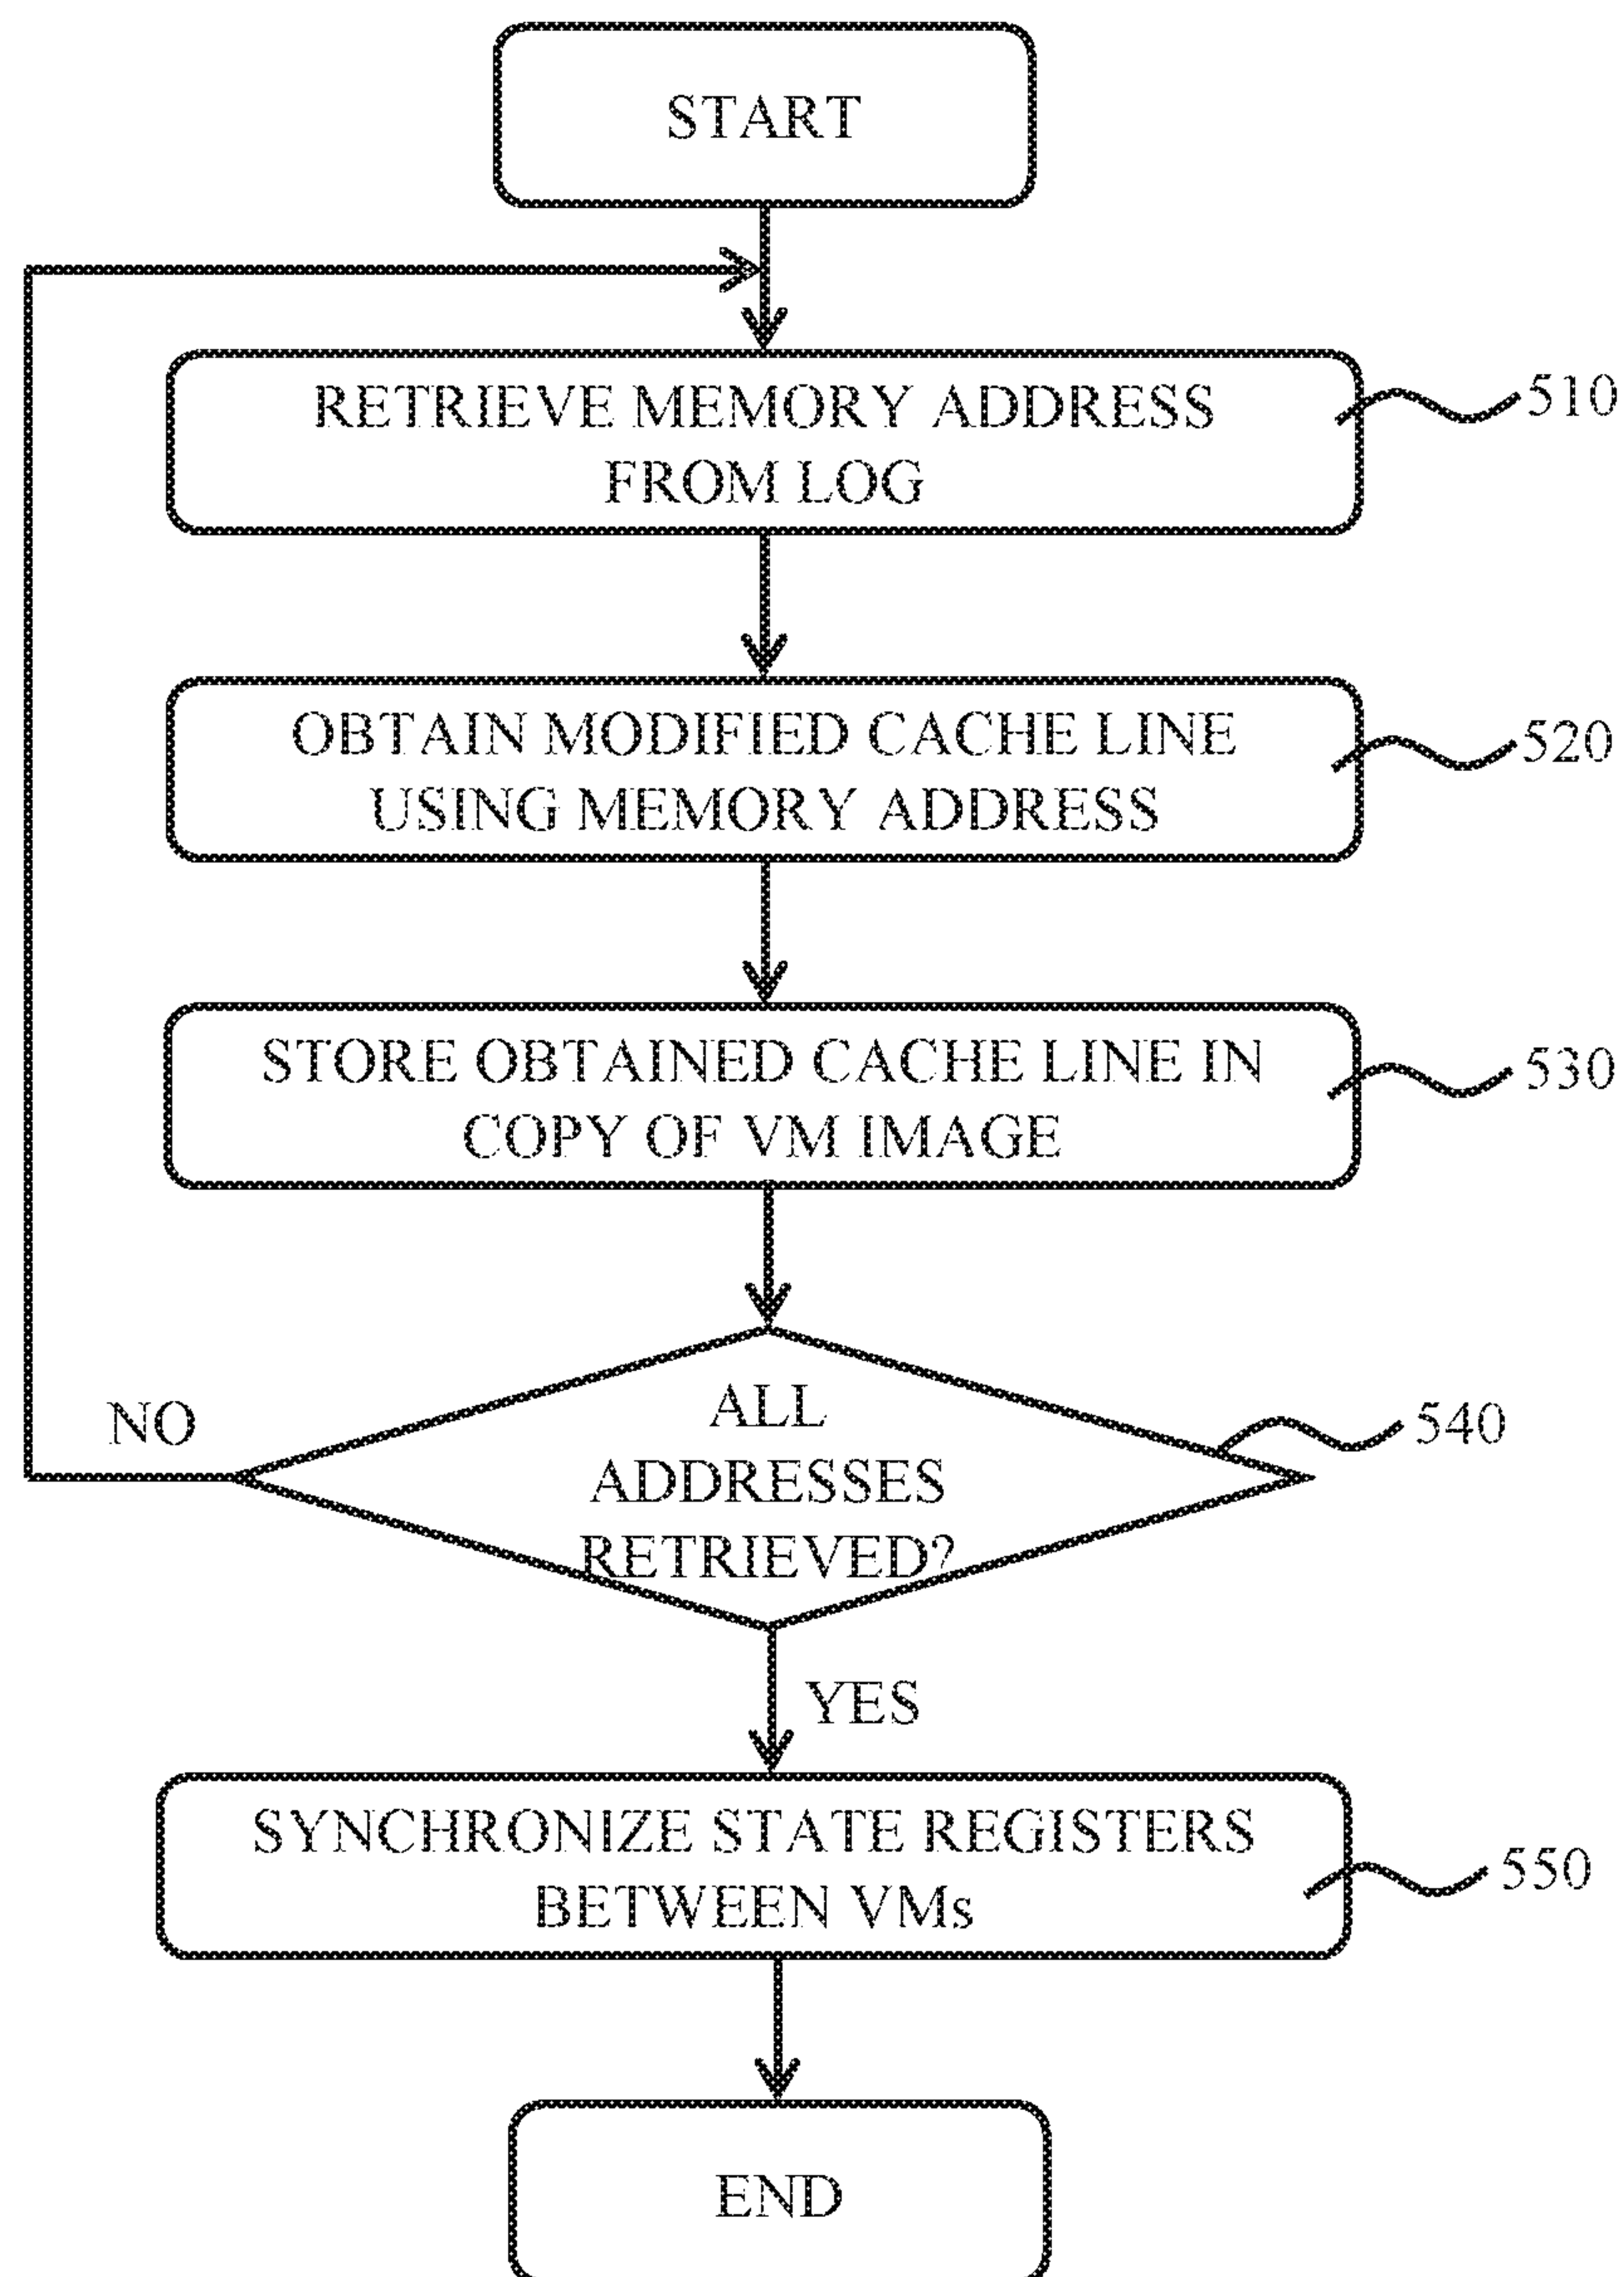 START
RETRIEVE MEMORY ADDRESS
FROM LOG
510
OBTAIN MODIFIED CACHE LINE
USING MEMORY ADDRESS
520
STORE OBTAINED CACHE LINE IN
COPY OF VM IMAGE
530
NO
ALL
ADDRESSES
RETRIEVED?
540
YES
SYNCHRONIZE STATE REGISTERS
BETWEEN VMs
550
END